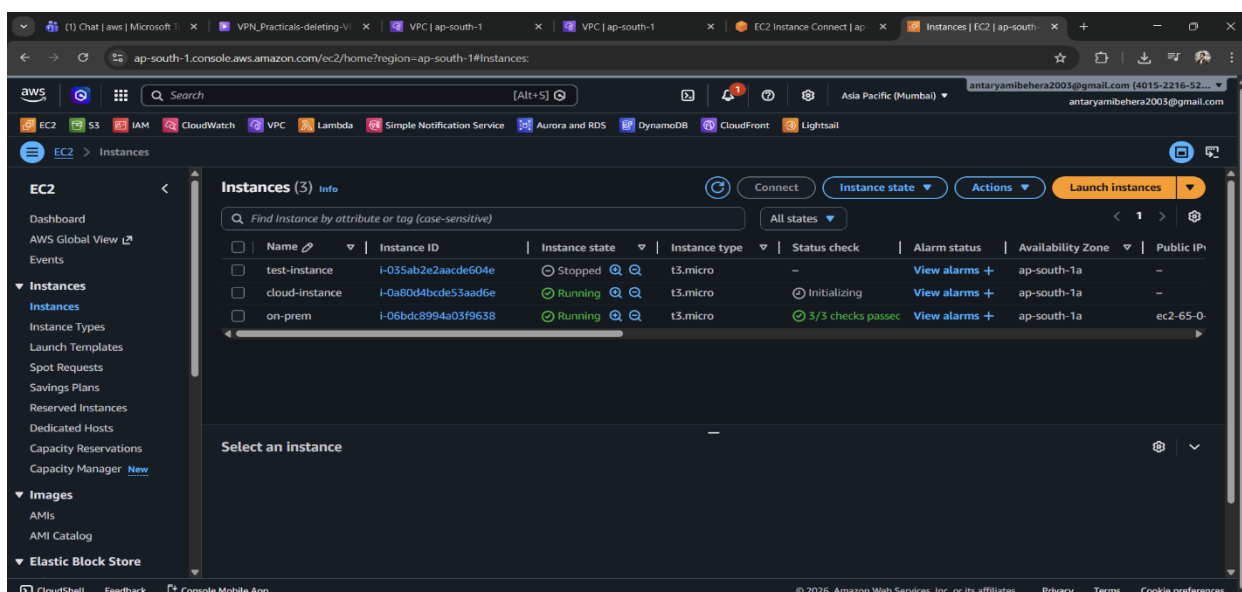 (1) Chat | aws | Microsoft T
VPN_Practicals-deleting-V
VPC | ap-south-1
VPC | ap-south-1
EC2 Instance Connect | ap-
Instances | EC2 | ap-south-
ap-south-1.console.aws.amazon.com/ec2/home?region=ap-south-1#Instances:
aws
Search
[Alt+S]
1
Asia Pacific (Mumbai)
antaryamibehera2003@gmail.com (4015-2216-52...
antaryamibehera2003@gmail.com
EC2 S3 IAM CloudWatch VPC Lambda Simple Notification Service Aurora and RDS DynamoDB CloudFront Lightsail
EC2 > Instances
EC2
Dashboard
AWS Global View
Events
Instances
Instances
Instance Types
Launch Templates
Spot Requests
Savings Plans
Reserved Instances
Dedicated Hosts
Capacity Reservations
Capacity Manager New
Images
AMIs
AMI Catalog
Elastic Block Store
Instances (3) Info
Connect
Instance state
Actions
Launch instances
Find Instance by attribute or tag (case-sensitive)
All states
1
Name Instance ID Instance state Instance type Status check Alarm status Availability Zone Public IPv
test-instance i-035ab2e2aacde604e Stopped t3.micro – View alarms + ap-south-1a –
cloud-instance i-0a80d4bcde53aad6e Running t3.micro Initializing View alarms + ap-south-1a –
on-prem i-06bdc8994a03f9638 Running t3.micro 3/3 checks passec View alarms + ap-south-1a ec2-65-0-
Select an instance
CloudShell Feedback Console Mobile App
© 2026, Amazon Web Services, Inc. or its affiliates. Privacy Terms Cookie preferences